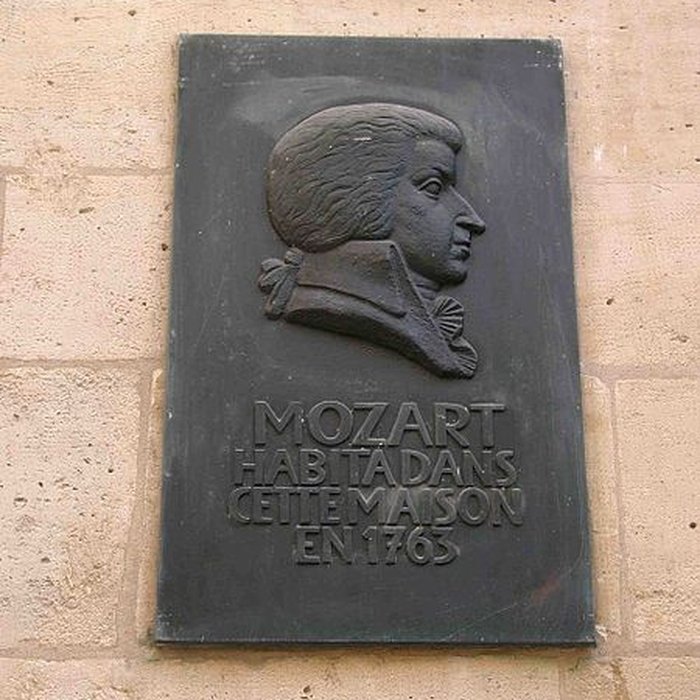 MOZART
HABITA DANS
CETTE MAISON
EN 1763